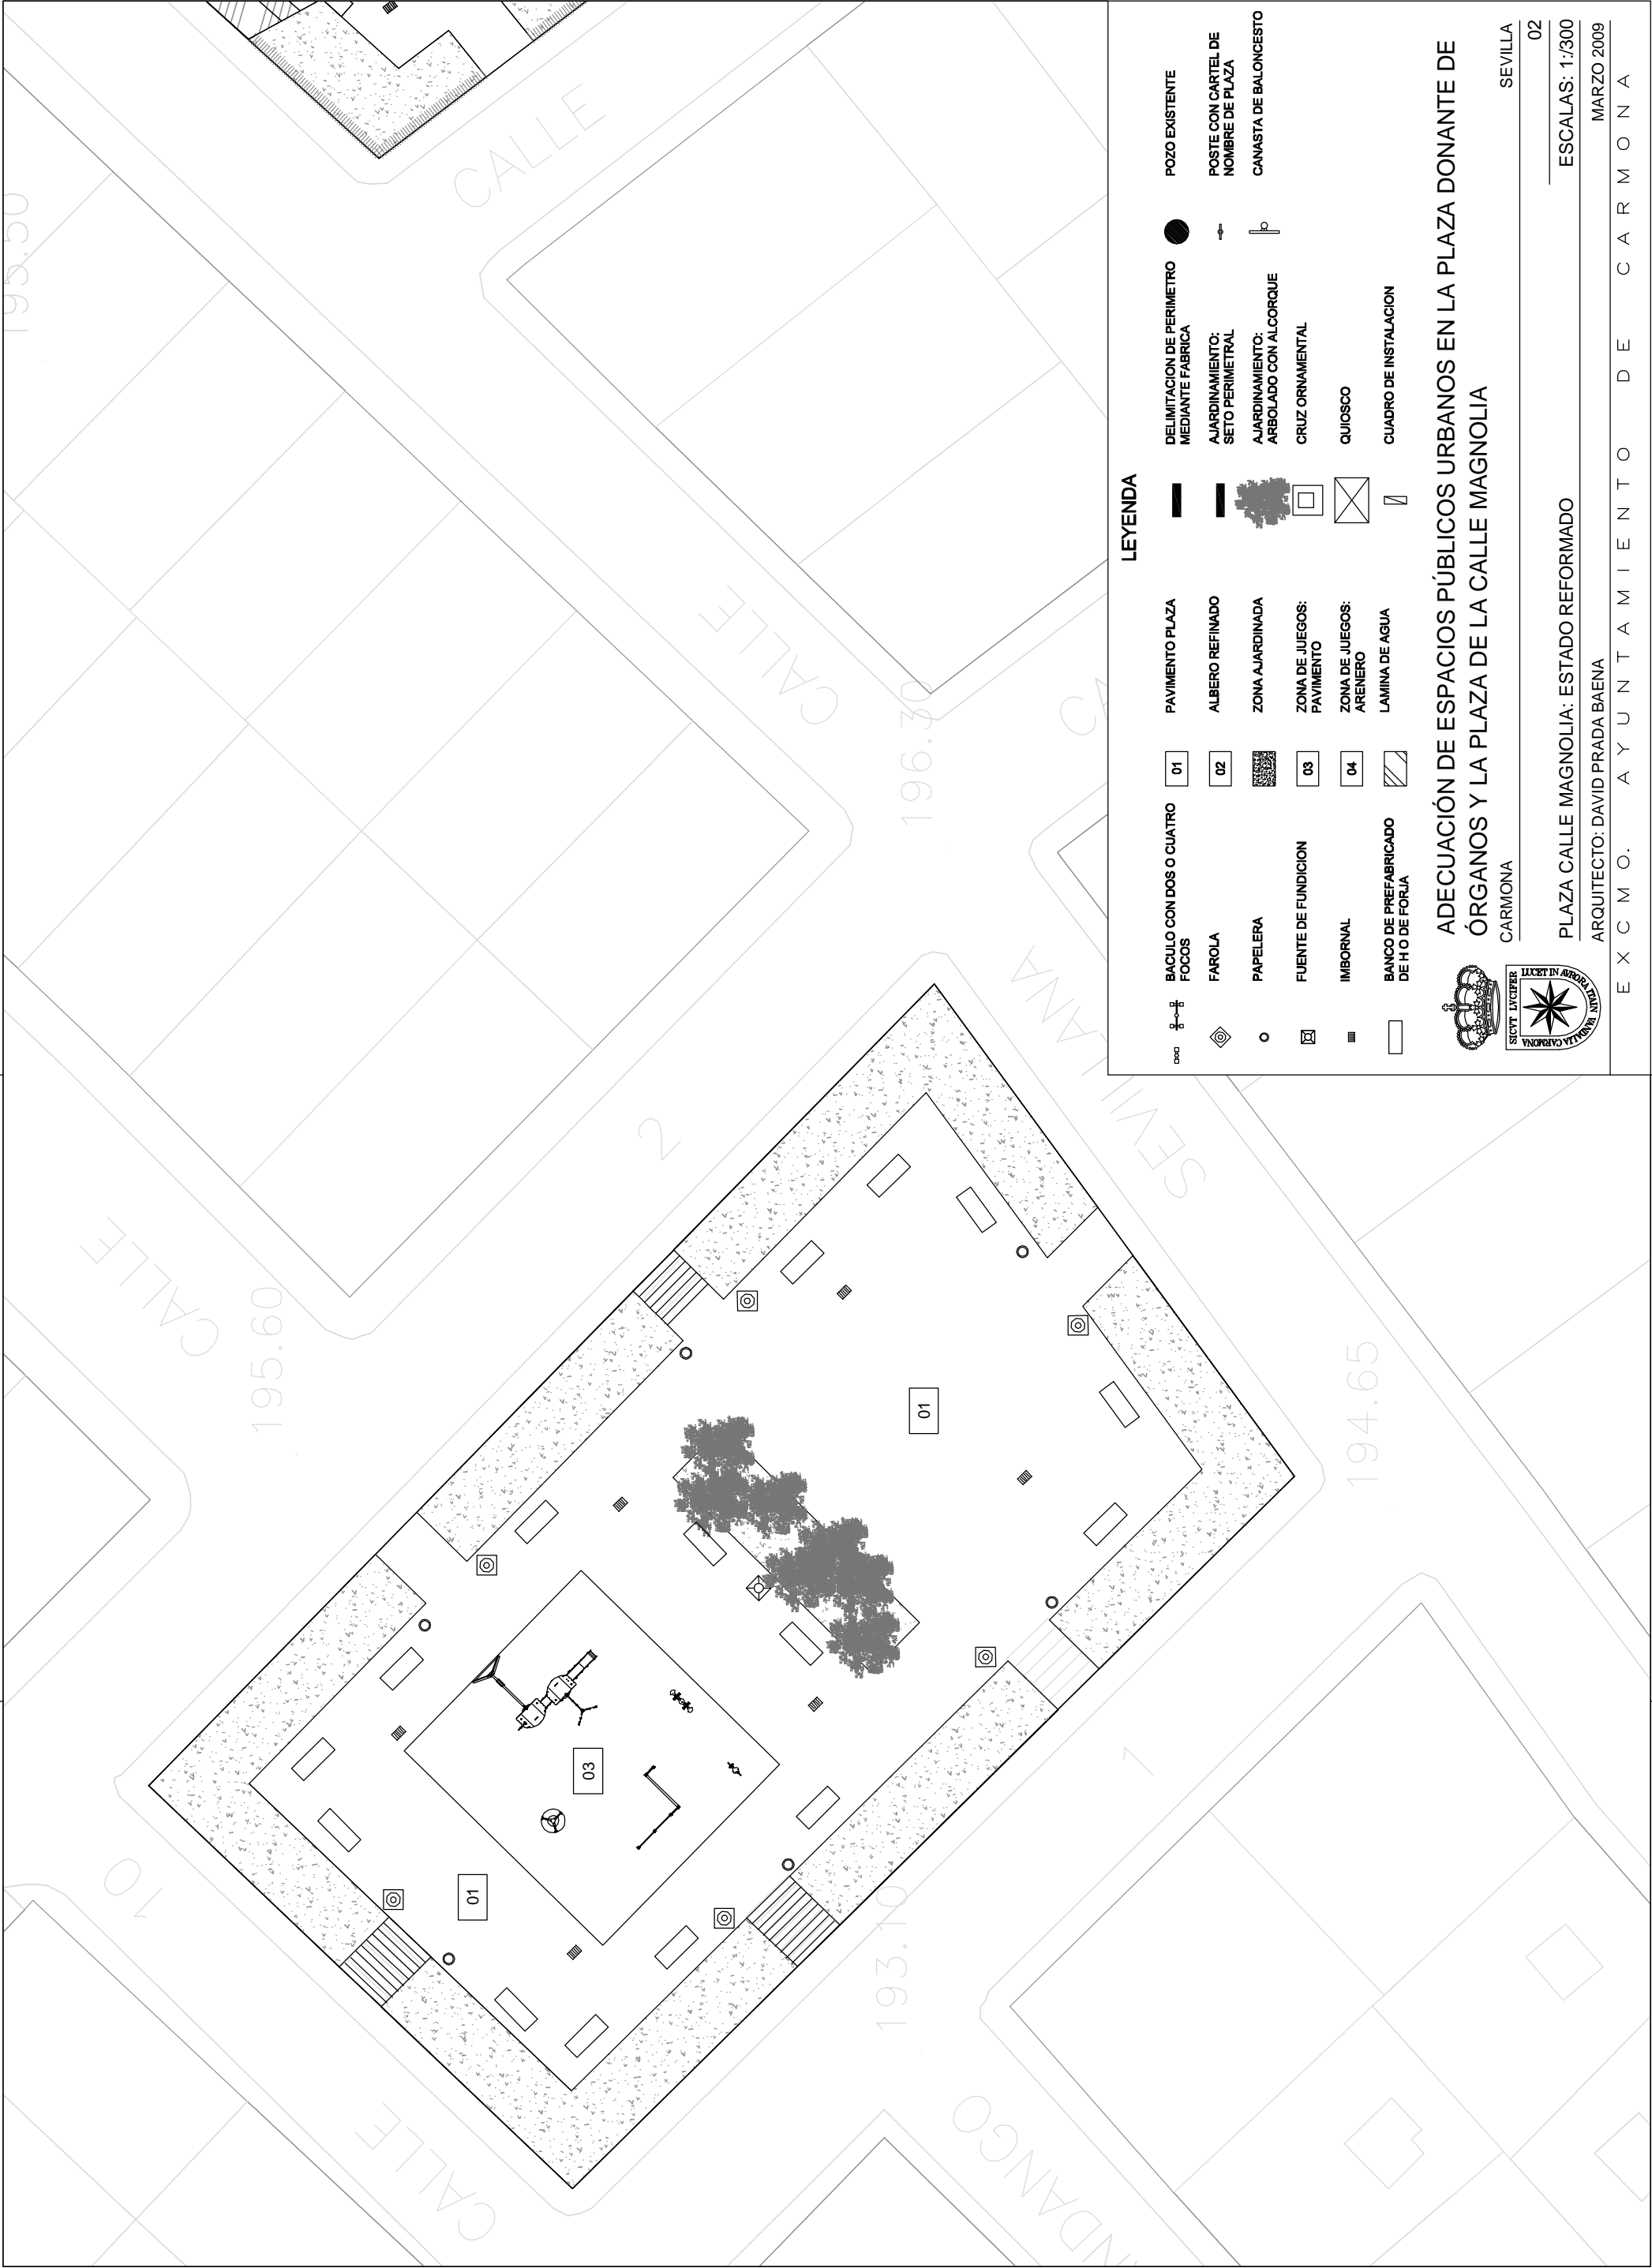 195.50
CALLE
CALLE
196.30
CALLE
195.60
2
SEVILLANA
194.65
10
1
193.10
CALLE
01
03
01
LEYENDA
BACULO CON DOS O CUATRO
FOCOS
FAROLA
PAPELERA
FUENTE DE FUNDICION
IMBORNAL
BANCO DE PREFABRICADO
DE H O DE FORJA
01 PAVIMENTO PLAZA
02 ALBERO REFINADO
ZONA AJARDINADA
03 ZONA DE JUEGOS:
PAVIMENTO
04 ZONA DE JUEGOS:
ARENERO
LAMINA DE AGUA
DELIMITACION DE PERIMETRO
MEDIANTE FABRICA
AJARDINAMIENTO:
SETO PERIMETRAL
AJARDINAMIENTO:
ARBOLADO CON ALCORQUE
CRUZ ORNAMENTAL
QUIOSCO
CUADRO DE INSTALACION
POZO EXISTENTE
POSTE CON CARTEL DE
NOMBRE DE PLAZA
CANASTA DE BALONCESTO
ADECUACIÓN DE ESPACIOS PÚBLICOS URBANOS EN LA PLAZA DONANTE DE
ÓRGANOS Y LA PLAZA DE LA CALLE MAGNOLIA
CARMONA SEVILLA
02
PLAZA CALLE MAGNOLIA: ESTADO REFORMADO ESCALAS: 1:/300
ARQUITECTO: DAVID PRADA BAENA MARZO 2009
EXCMO. AYUNTAMIENTO DE CARMONA
SICVT LVCIFER
LUCET IN AVRORA